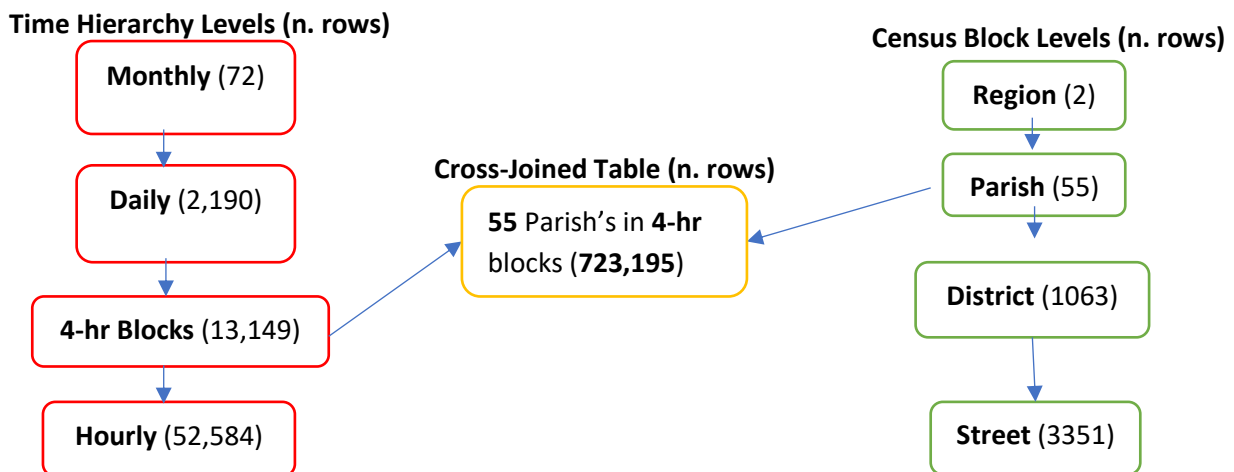 Time Hierarchy Levels (n. rows)
Monthly (72)
Daily (2,190)
4-hr Blocks (13,149)
Hourly (52,584)
Cross-Joined Table (n. rows)
55 Parish's in 4-hr
blocks (723,195)
Census Block Levels (n. rows)
Region (2)
Parish (55)
District (1063)
Street (3351)